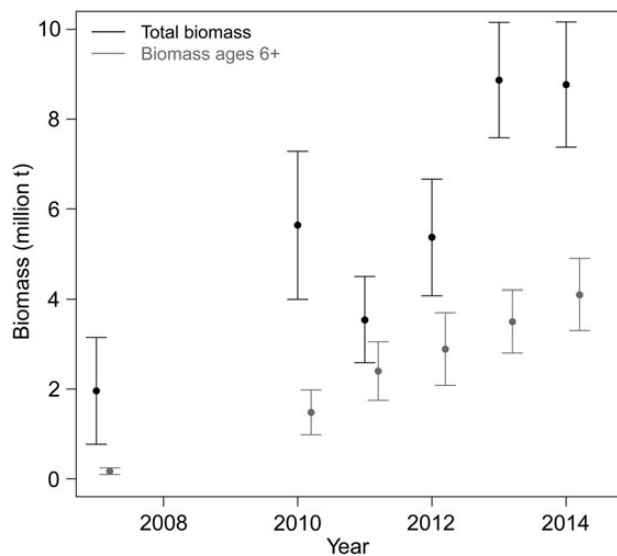 10
Total biomass
Biomass ages 6+
8
6
Biomass (million t)
4
2
0
2008 2010 2012 2014
Year